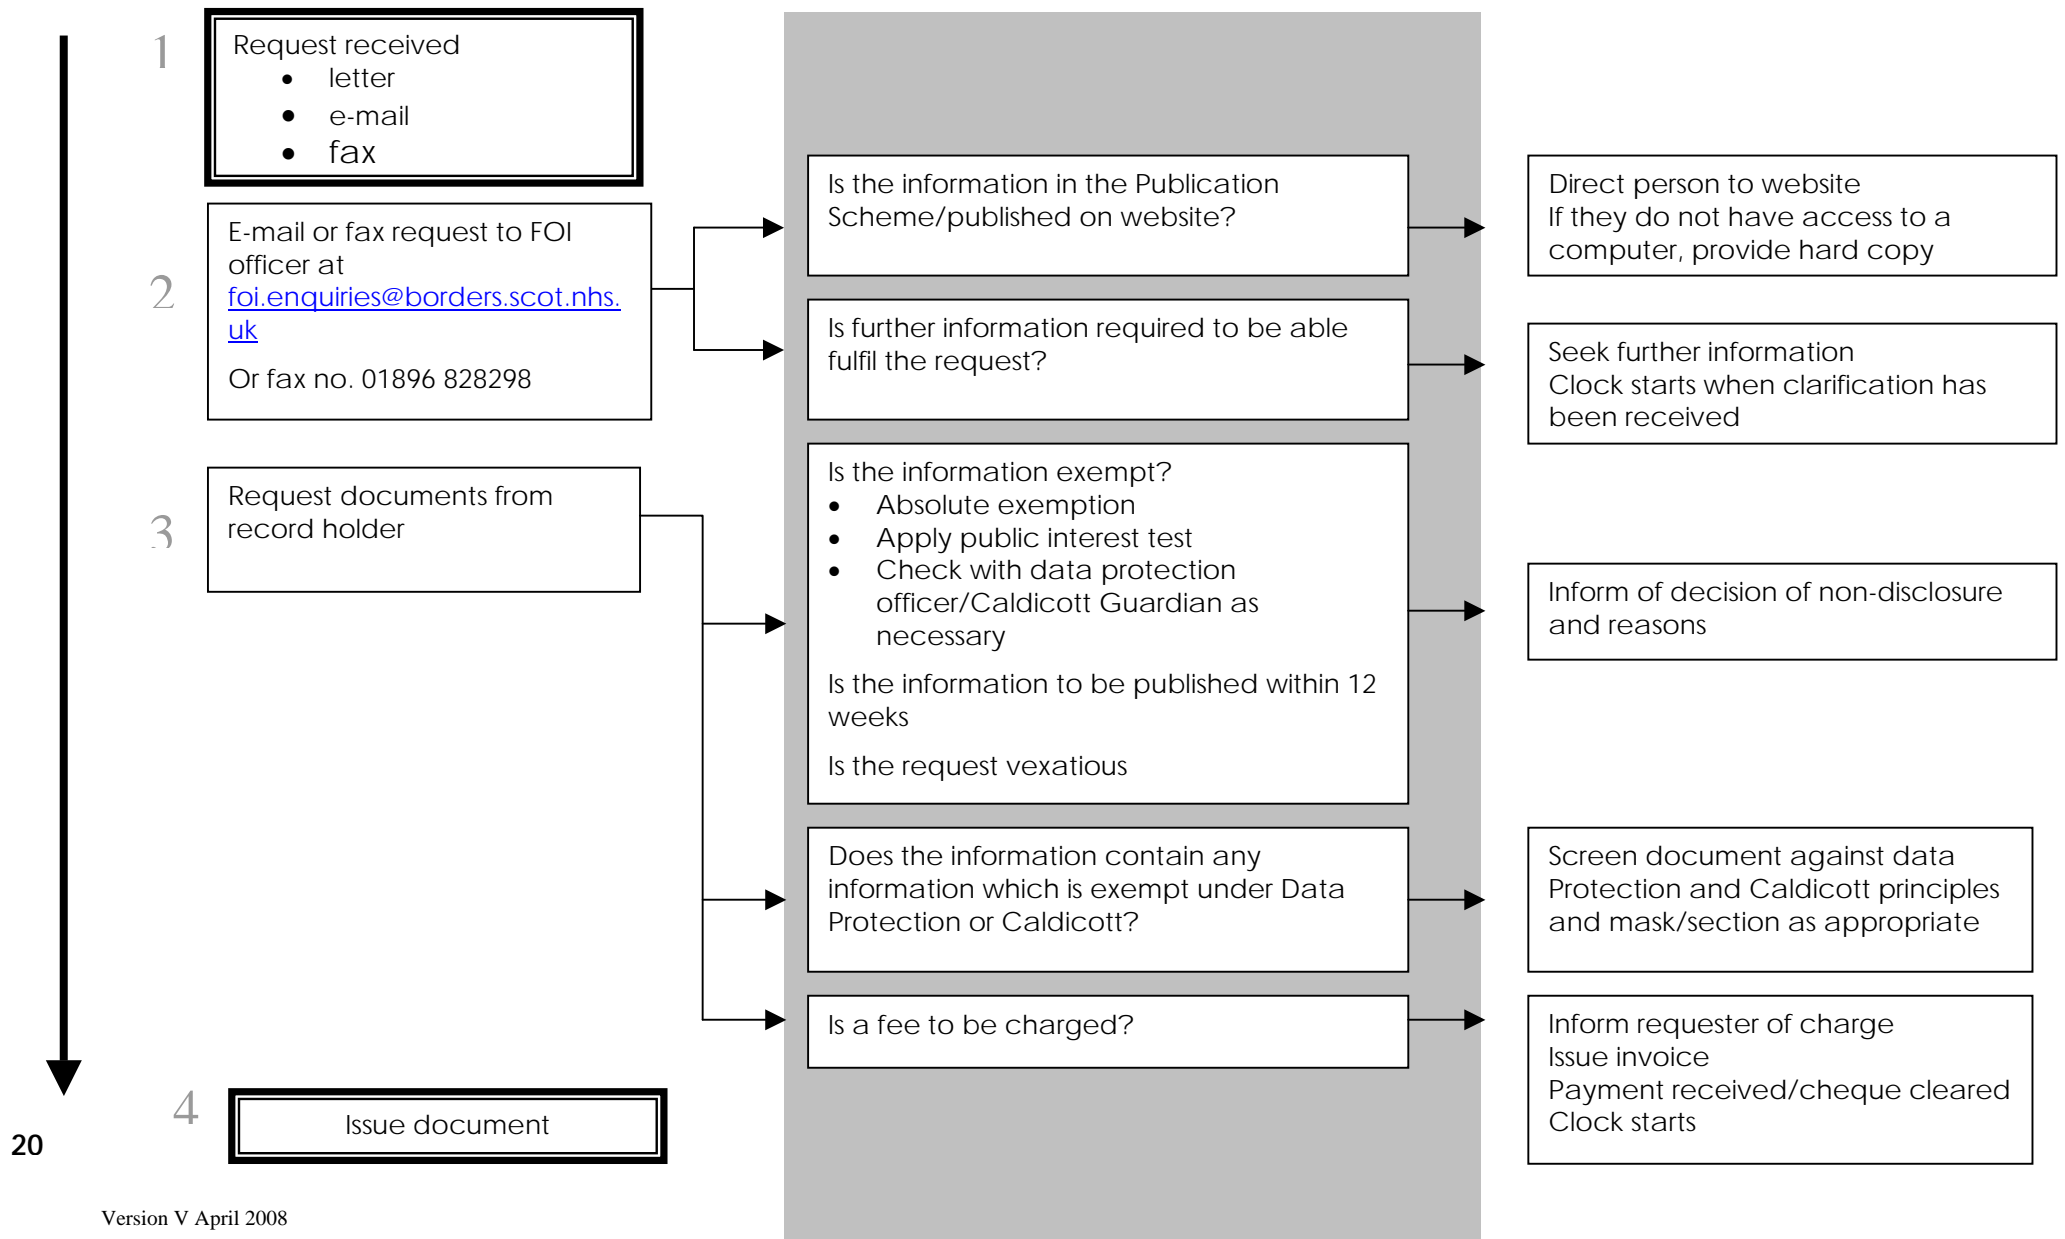 1
Request received
• letter
• e-mail
• fax
2
E-mail or fax request to FOI
officer at
foi.enquiries@borders.scot.nhs.
uk
Or fax no. 01896 828298
Is the information in the Publication
Scheme/published on website?
Direct person to website
If they do not have access to a
computer, provide hard copy
Is further information required to be able
fulfil the request?
Seek further information
Clock starts when clarification has
been received
3
Request documents from
record holder
Is the information exempt?
• Absolute exemption
• Apply public interest test
• Check with data protection
officer/Caldicott Guardian as
necessary
Is the information to be published within 12
weeks
Is the request vexatious
Inform of decision of non-disclosure
and reasons
Does the information contain any
information which is exempt under Data
Protection or Caldicott?
Screen document against data
Protection and Caldicott principles
and mask/section as appropriate
Is a fee to be charged?
Inform requester of charge
Issue invoice
Payment received/cheque cleared
Clock starts
4
Issue document
20
Version V April 2008